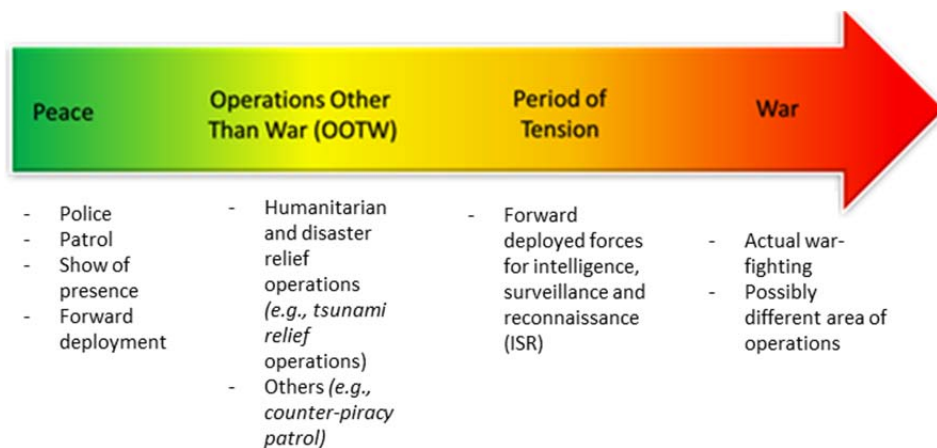 Peace
Operations Other
Than War (OOTW)
Period of
Tension
War
- Police
- Patrol
- Show of
presence
- Forward
deployment
- Humanitarian
and disaster
relief
operations
(e.g., tsunami
relief
operations)
- Others (e.g.,
counter-piracy
patrol)
- Forward
deployed forces
for intelligence,
surveillance and
reconnaissance
(ISR)
- Actual war-
fighting
- Possibly
different area of
operations